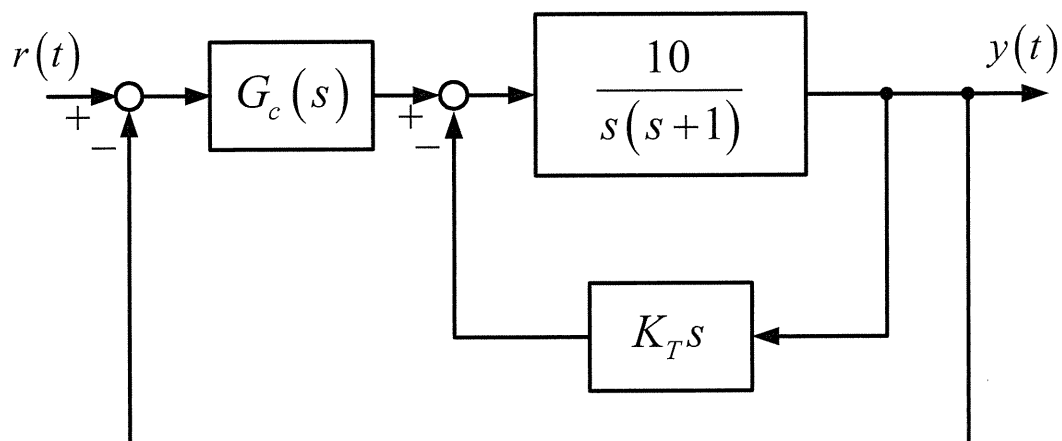 r(t)
+
−
G_c(s)
+
−
10
s(s+1)
y(t)
K_T s